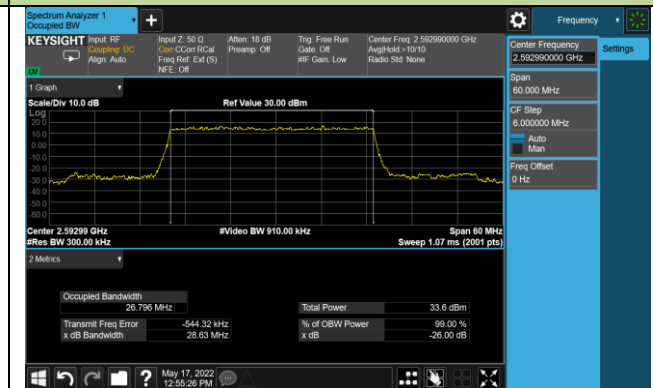 Spectrum Analyzer 1
Occupied BW
Frequency
KEYSIGHT
Input: RF
Coupling: DC
Align: Auto
Input Z: 50 Ω
Corr CCorr RCal
Freq Ref: Ext (S)
NFE: Off
Atten: 18 dB
Preamp: Off
Trig: Free Run
Gate: Off
#IF Gain: Low
Center Freq: 2.592990000 GHz
Avg|Hold:>10/10
Radio Std: None
LW
Center Frequency
2.592990000 GHz
Settings
Span
60.000 MHz
CF Step
6.000000 MHz
Auto
Man
Freq Offset
0 Hz
1 Graph
Scale/Div 10.0 dB
Ref Value 30.00 dBm
Log
20.0
10.0
0.00
-10.0
-20.0
-30.0
-40.0
-50.0
-60.0
Center 2.59299 GHz
#Video BW 910.00 kHz
Span 60 MHz
#Res BW 300.00 kHz
Sweep 1.07 ms (2001 pts)
2 Metrics
Occupied Bandwidth
26.796 MHz
Total Power
33.6 dBm
Transmit Freq Error
-544.32 kHz
% of OBW Power
99.00 %
x dB Bandwidth
28.63 MHz
x dB
-26.00 dB
?
May 17, 2022
12:55:26 PM